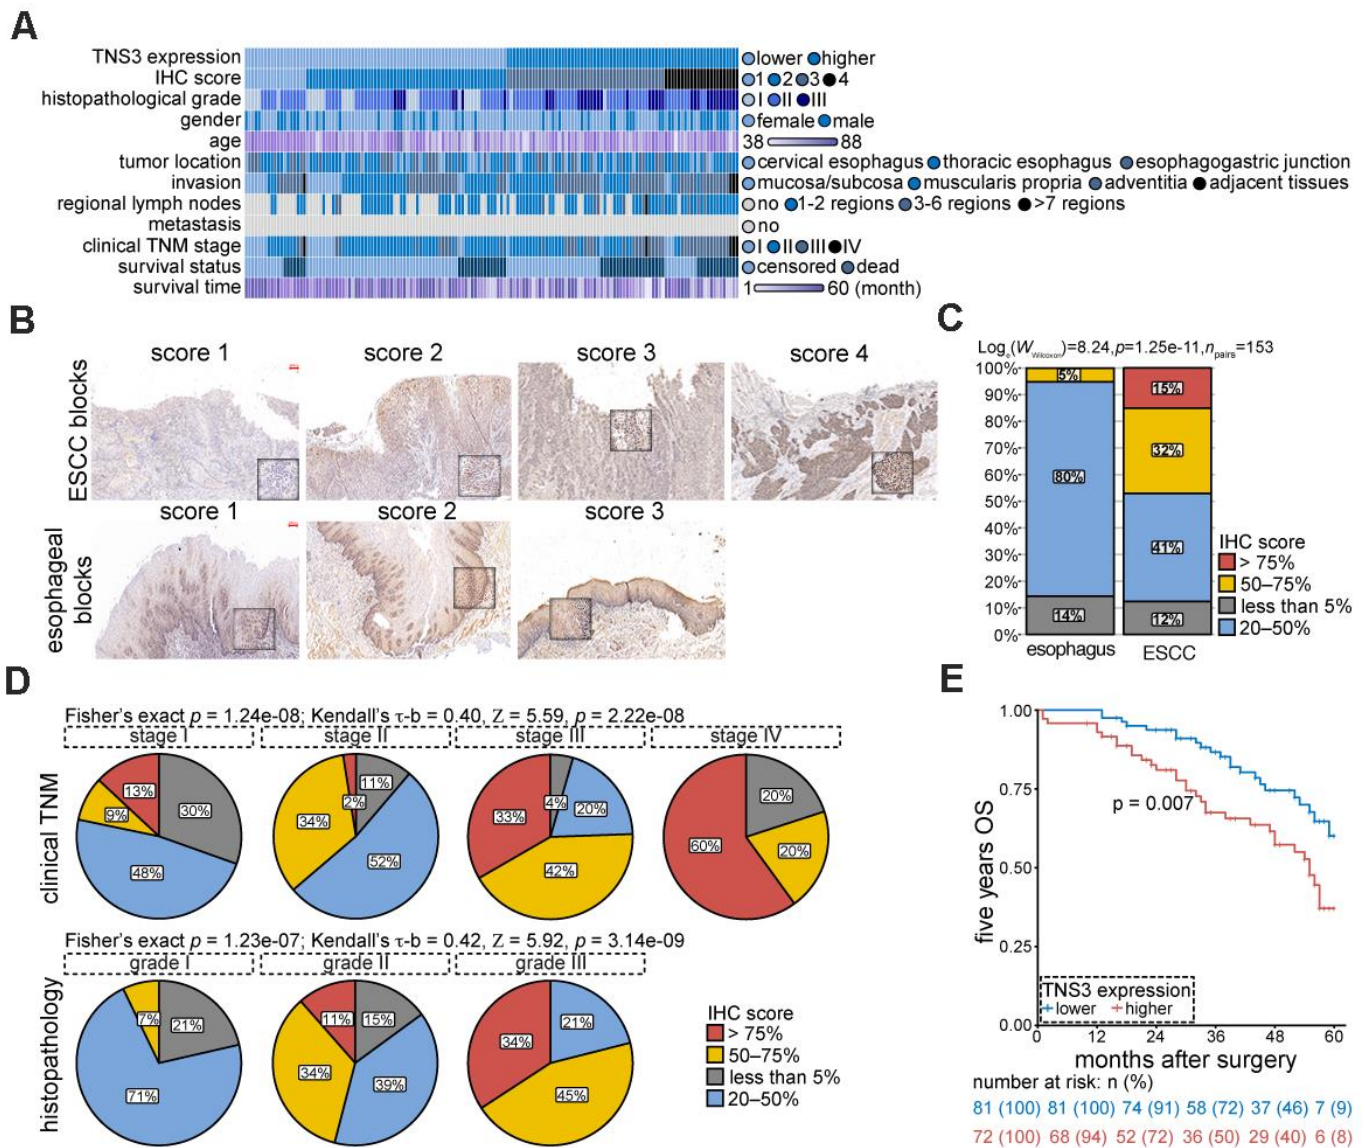 A
TNS3 expression lower higher
IHC score 1 2 3 4
histopathological grade I II III
gender female male
age 38 88
tumor location cervical esophagus thoracic esophagus esophagogastric junction
invasion mucosa/subcosa muscularis propria adventitia adjacent tissues
regional lymph nodes no 1-2 regions 3-6 regions >7 regions
metastasis no
clinical TNM stage I II III IV
survival status censored dead
survival time 1 60 (month)
B
score 1 score 2 score 3 score 4
ESCC blocks
score 1 score 2 score 3
esophageal blocks
C
Logₑ(W Wilcoxon)=8.24,p=1.25e-11,n pairs=153
100%
90%
80%
70%
60%
50%
40%
30%
20%
10%
0%
5%
80%
14%
15%
32%
41%
12%
esophagus ESCC
IHC score
> 75%
50–75%
less than 5%
20–50%
D
Fisher's exact p = 1.24e-08; Kendall's τ-b = 0.40, Z = 5.59, p = 2.22e-08
stage I stage II stage III stage IV
clinical TNM
13% 30% 9% 48%
2% 11% 34% 52%
4% 20% 33% 42%
20% 60% 20%
Fisher's exact p = 1.23e-07; Kendall's τ-b = 0.42, Z = 5.92, p = 3.14e-09
grade I grade II grade III
histopathology
7% 21% 71%
11% 15% 34% 39%
34% 21% 45%
IHC score
> 75%
50–75%
less than 5%
20–50%
E
five years OS
1.00
0.75
0.50
0.25
0.00
p = 0.007
TNS3 expression
lower higher
0 12 24 36 48 60
months after surgery
number at risk: n (%)
81 (100) 81 (100) 74 (91) 58 (72) 37 (46) 7 (9)
72 (100) 68 (94) 52 (72) 36 (50) 29 (40) 6 (8)